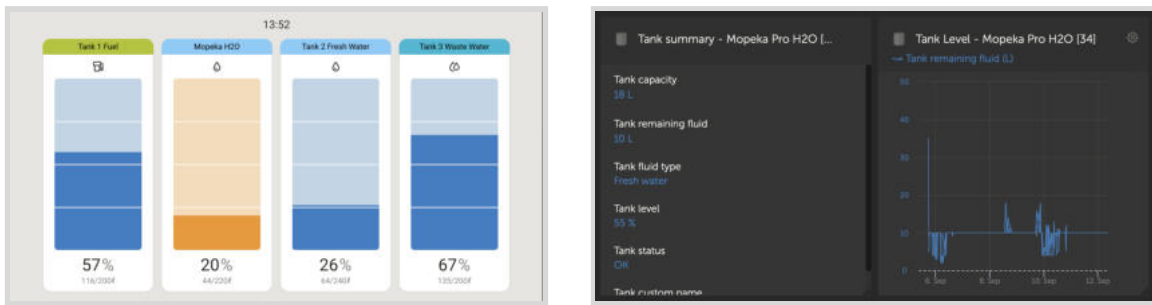 13:52
Tank 1 Fuel
Mopeka H2O
Tank 2 Fresh Water
Tank 3 Waste Water
57%
20%
26%
67%
116/200ℓ
44/220ℓ
64/240ℓ
135/200ℓ
Tank summary - Mopeka Pro H2O [...
Tank capacity
18 L
Tank remaining fluid
10 L
Tank fluid type
Fresh water
Tank level
55 %
Tank status
OK
Tank custom name
Tank Level - Mopeka Pro H2O [34]
Tank remaining fluid (L)
50
40
30
20
10
0
6. Sep
8. Sep
10. Sep
12. Sep